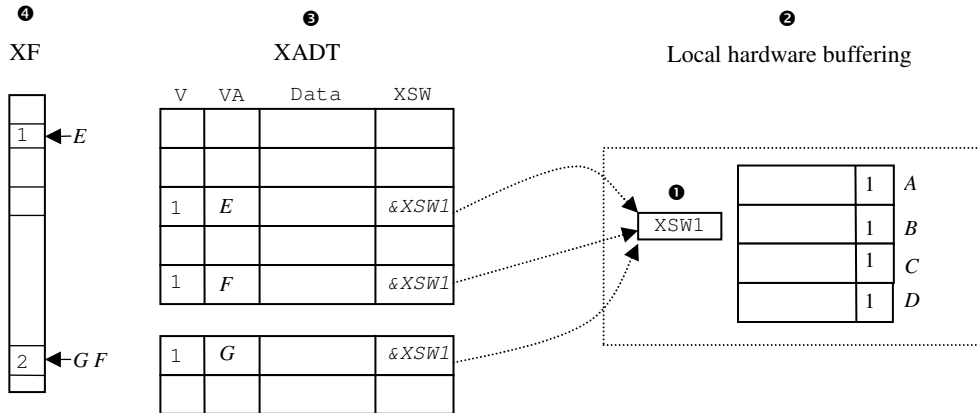 ❹ ❸ ❷
XF XADT Local hardware buffering
V VA Data XSW
1 E
1 A
1 E &XSW1 ❶
XSW1 1 B
1 C
1 F &XSW1
1 D
1 G &XSW1
2 G F